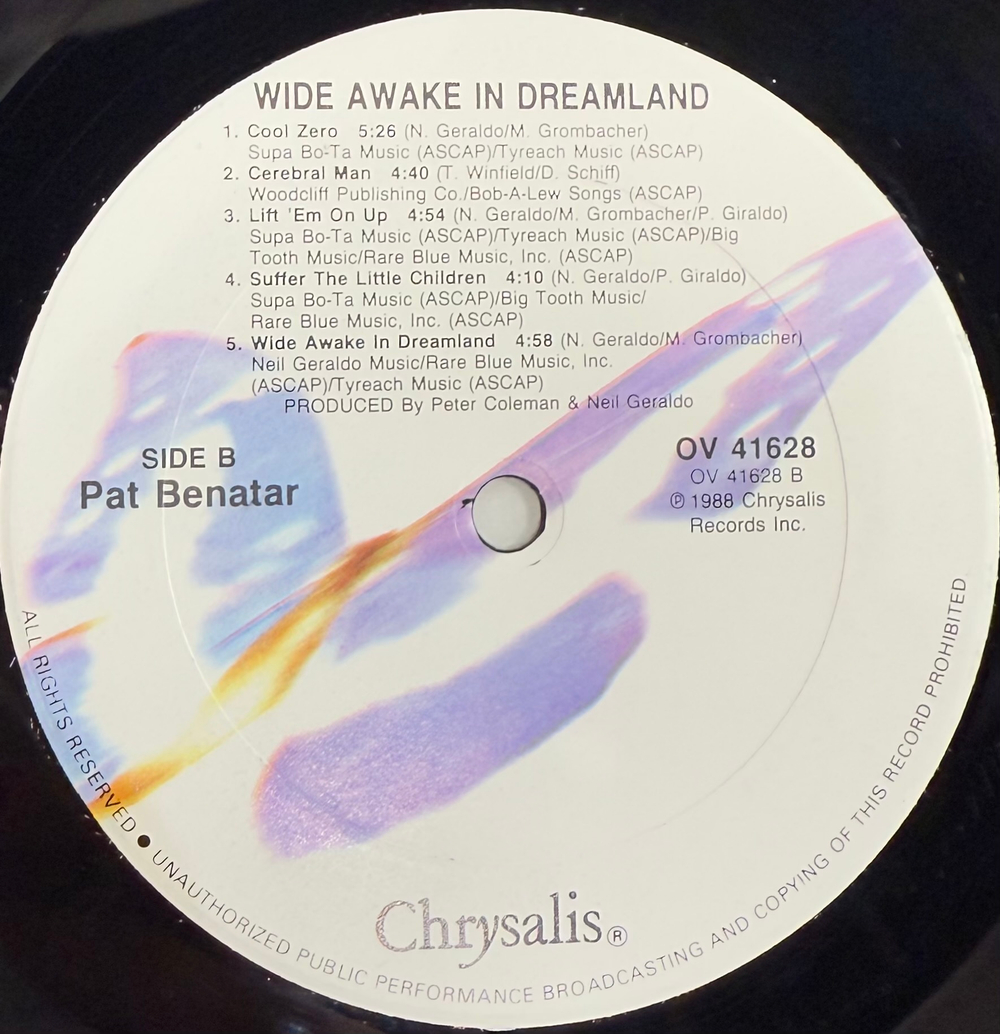 WIDE AWAKE IN DREAMLAND
1. Cool Zero 5:26 (N. Geraldo/M. Grombacher)
Supa Bo-Ta Music (ASCAP)/Tyreach Music (ASCAP)
2. Cerebral Man 4:40 (T. Winfield/D. Schiff)
Woodcliff Publishing Co./Bob-A-Lew Songs (ASCAP)
3. Lift 'Em On Up 4:54 (N. Geraldo/M. Grombacher/P. Giraldo)
Supa Bo-Ta Music (ASCAP)/Tyreach Music (ASCAP)/Big
Tooth Music/Rare Blue Music, Inc. (ASCAP)
4. Suffer The Little Children 4:10 (N. Geraldo/P. Giraldo)
Supa Bo-Ta Music (ASCAP)/Big Tooth Music/
Rare Blue Music, Inc. (ASCAP)
5. Wide Awake In Dreamland 4:58 (N. Geraldo/M. Grombacher)
Neil Geraldo Music/Rare Blue Music, Inc.
(ASCAP)/Tyreach Music (ASCAP)
PRODUCED By Peter Coleman & Neil Geraldo
SIDE B
Pat Benatar
OV 41628
OV 41628 B
℗ 1988 Chrysalis
Records Inc.
Chrysalis®
ALL RIGHTS RESERVED ● UNAUTHORIZED PUBLIC PERFORMANCE BROADCASTING AND COPYING OF THIS RECORD PROHIBITED